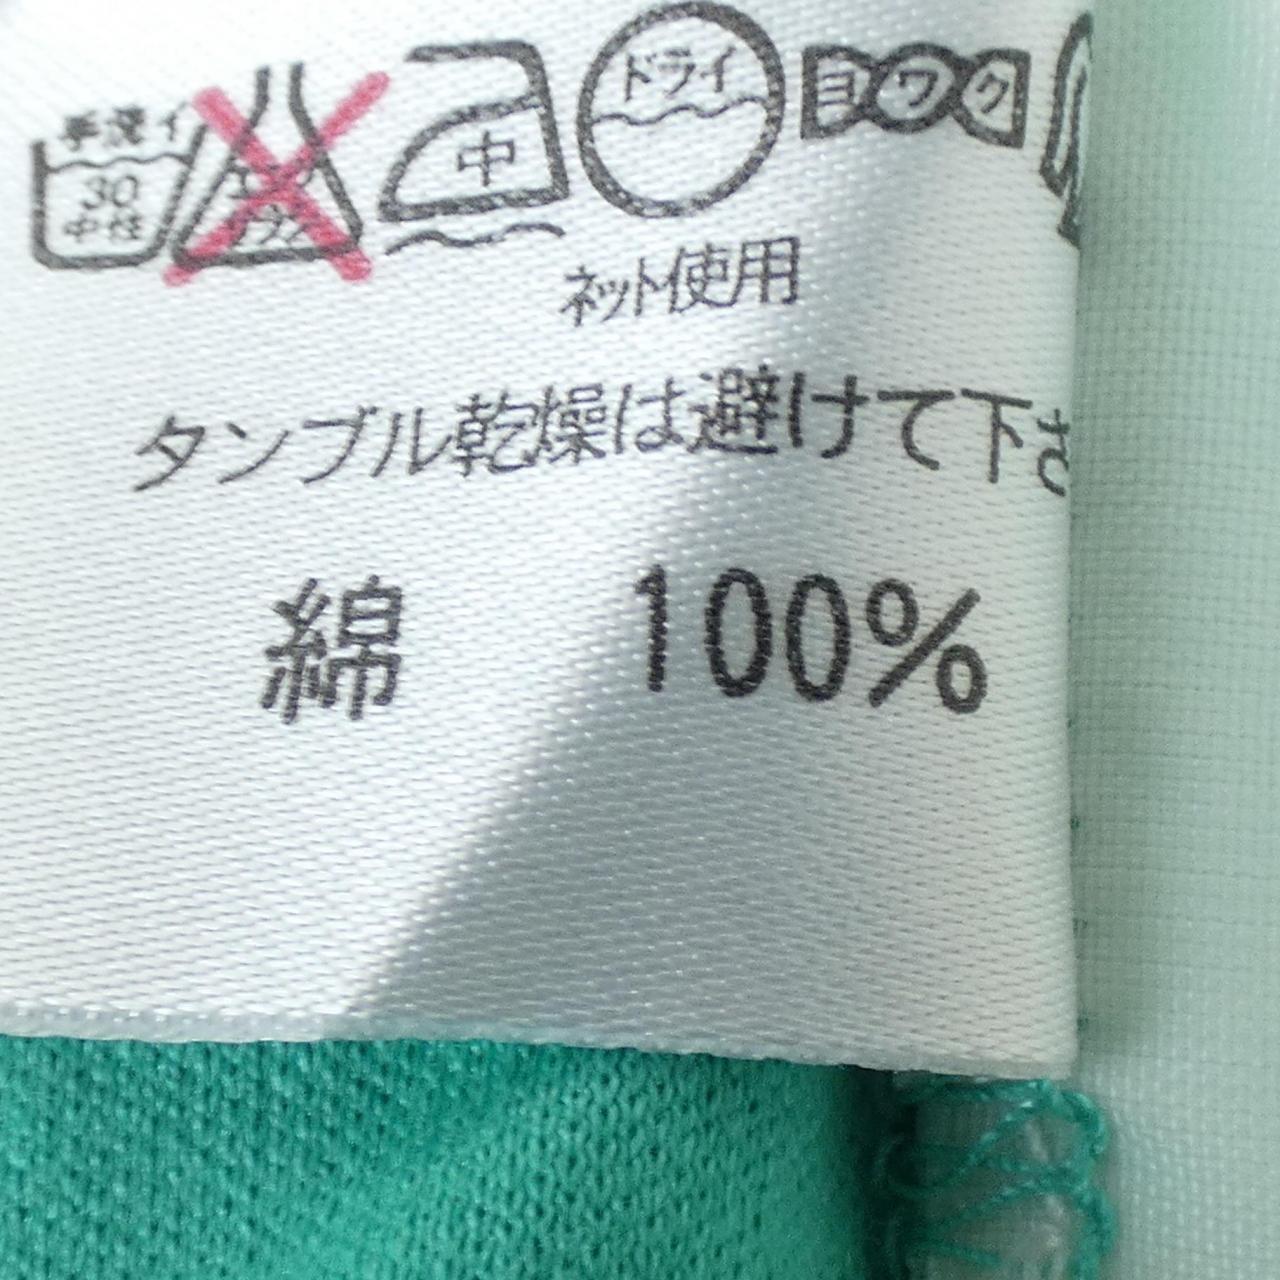 手洗イ 30 中性 中 ドライ ヨワク
ネット使用
タンブル乾燥は避けて下さ
綿 100%